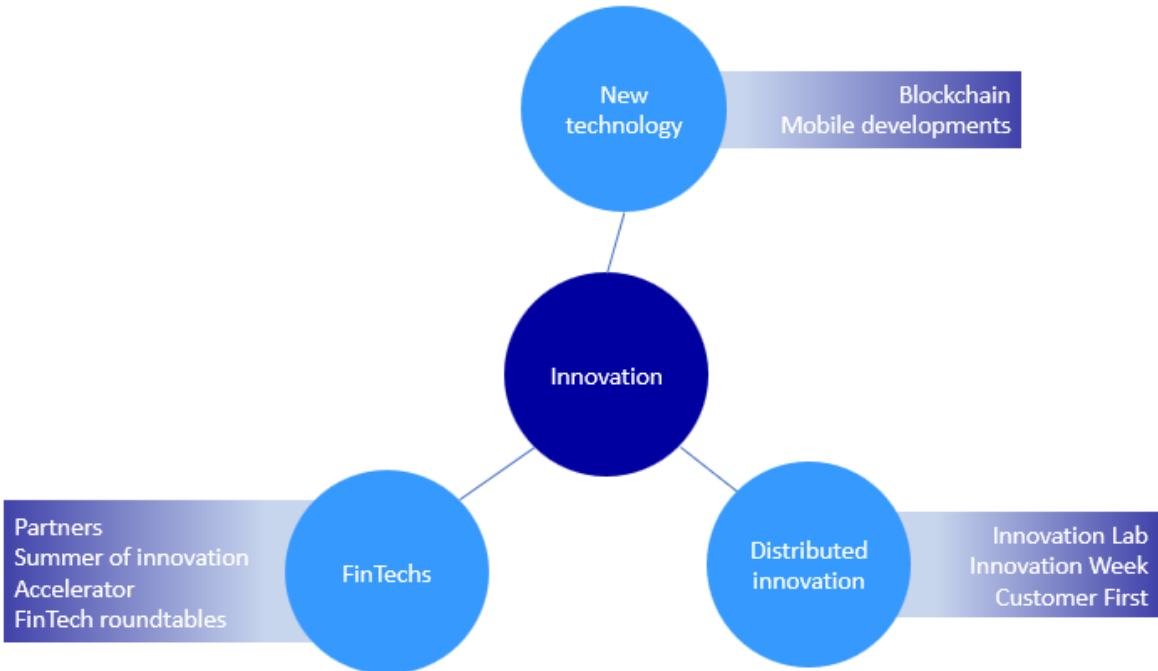 New
technology
Blockchain
Mobile developments
Innovation
Partners
Summer of innovation
Accelerator
FinTech roundtables
FinTechs
Distributed
innovation
Innovation Lab
Innovation Week
Customer First